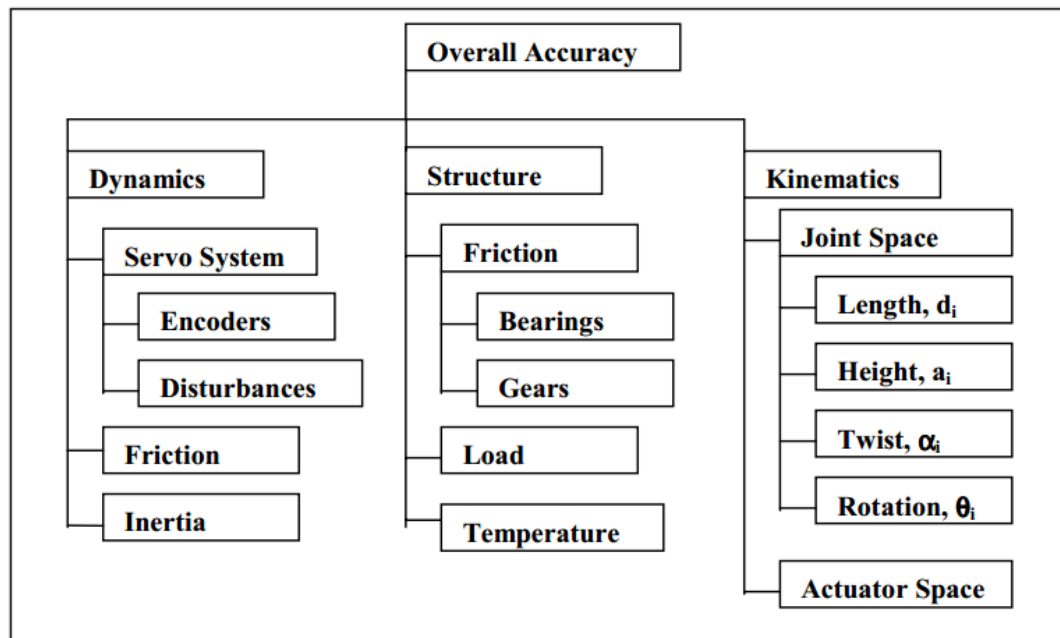 Overall Accuracy
Dynamics
Servo System
Encoders
Disturbances
Friction
Inertia
Structure
Friction
Bearings
Gears
Load
Temperature
Kinematics
Joint Space
Length, dᵢ
Height, aᵢ
Twist, αᵢ
Rotation, θᵢ
Actuator Space